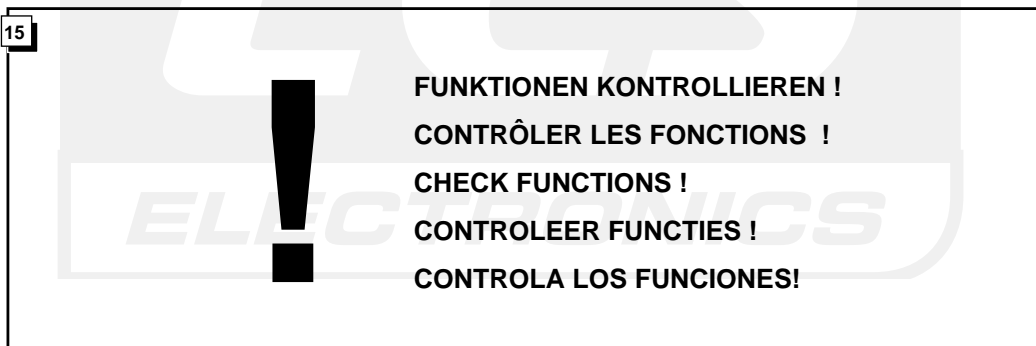 15
!
FUNKTIONEN KONTROLLIEREN !
CONTRÔLER LES FONCTIONS !
CHECK FUNCTIONS !
CONTROLEER FUNCTIES !
CONTROLA LOS FUNCIONES!
ELECTRONICS